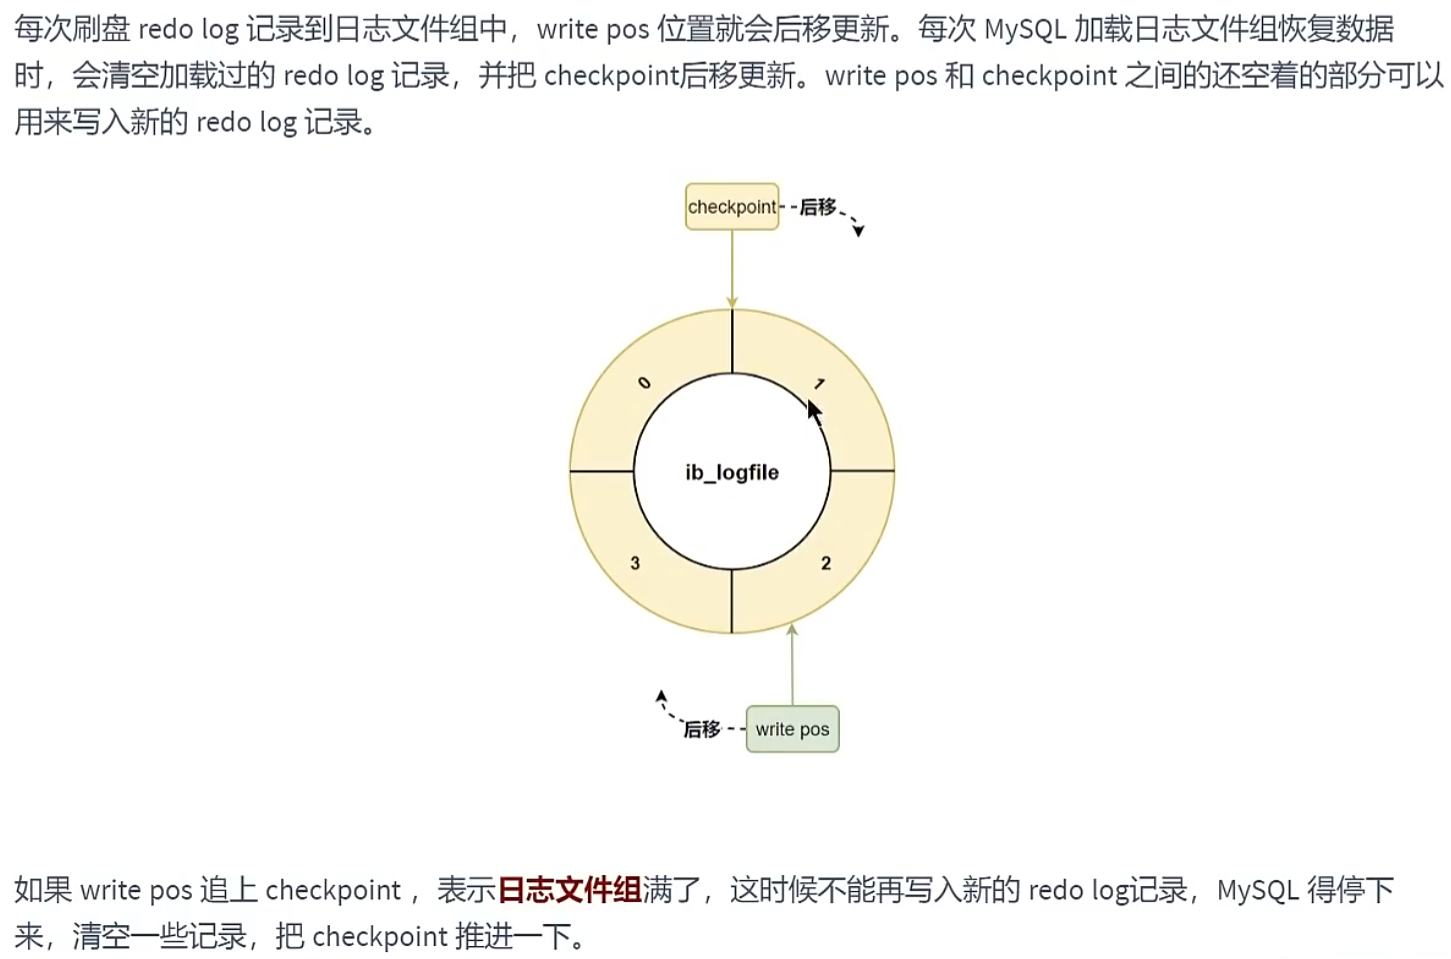 每次刷盘 redo log 记录到日志文件组中，write pos 位置就会后移更新。每次 MySQL 加载日志文件组恢复数据
时，会清空加载过的 redo log 记录，并把 checkpoint后移更新。write pos 和 checkpoint 之间的还空着的部分可以
用来写入新的 redo log 记录。
checkpoint
后移
0
1
ib_logfile
3
2
后移
write pos
如果 write pos 追上 checkpoint ，表示日志文件组满了，这时候不能再写入新的 redo log记录，MySQL 得停下
来，清空一些记录，把 checkpoint 推进一下。